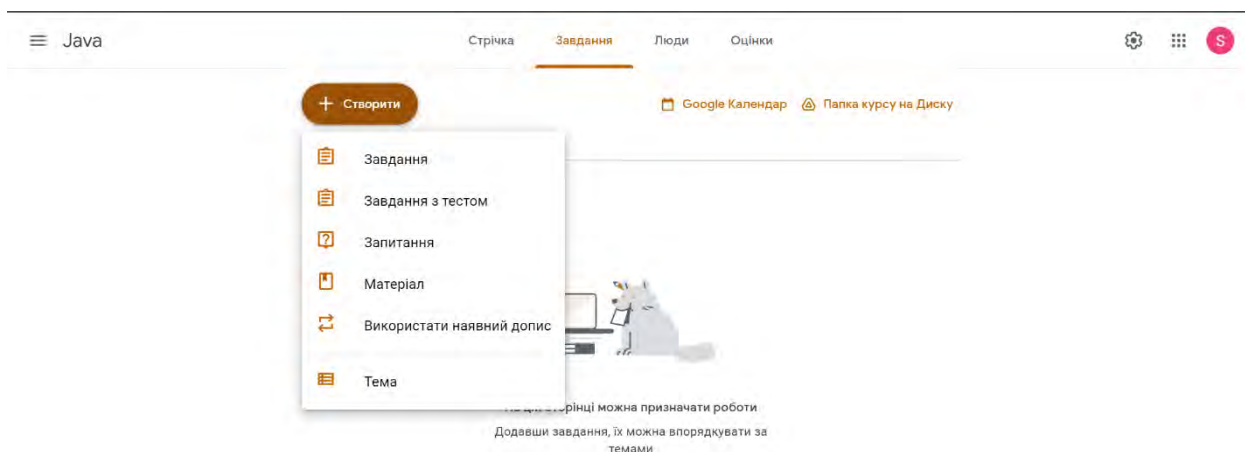 Java
Стрічка Завдання Люди Оцінки
S
Створити
Google Календар Папка курсу на Диску
Завдання
Завдання з тестом
Запитання
Матеріал
Використати наявний допис
Тема
можна призначати роботи
Додавши завдання, їх можна впорядкувати за
темами